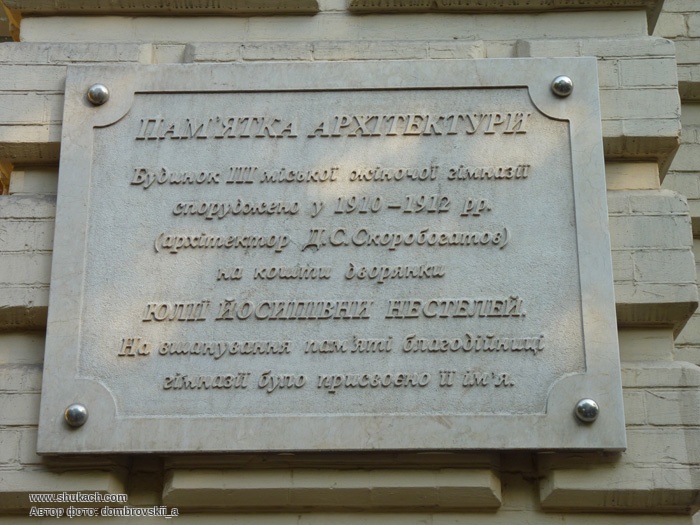 ПАМ'ЯТКА АРХІТЕКТУРИ
Будинок III міської жіночої гімназії
споруджено у 1910 – 1912 рр.
(архітектор Д.С.Скоробогатов)
на кошти дворянки
ЮЛІЇ ЙОСИПІВНИ НЕСТЕЛЕЙ.
На вшанування пам'яті благодійниці
гімназії було присвоєно її ім'я.
www.shukach.com
Автор фото: dombrovskii_a